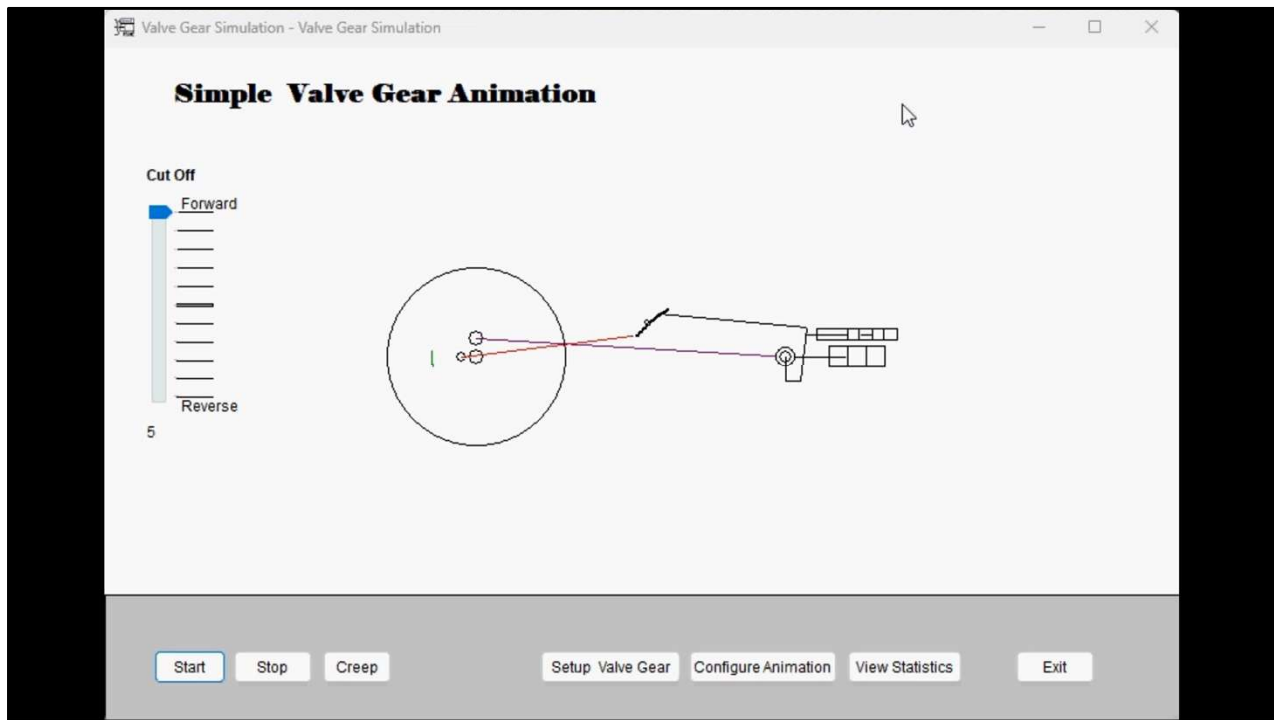 Valve Gear Simulation - Valve Gear Simulation
Simple Valve Gear Animation
Cut Off
Forward
Reverse
5
Start Stop Creep Setup Valve Gear Configure Animation View Statistics Exit